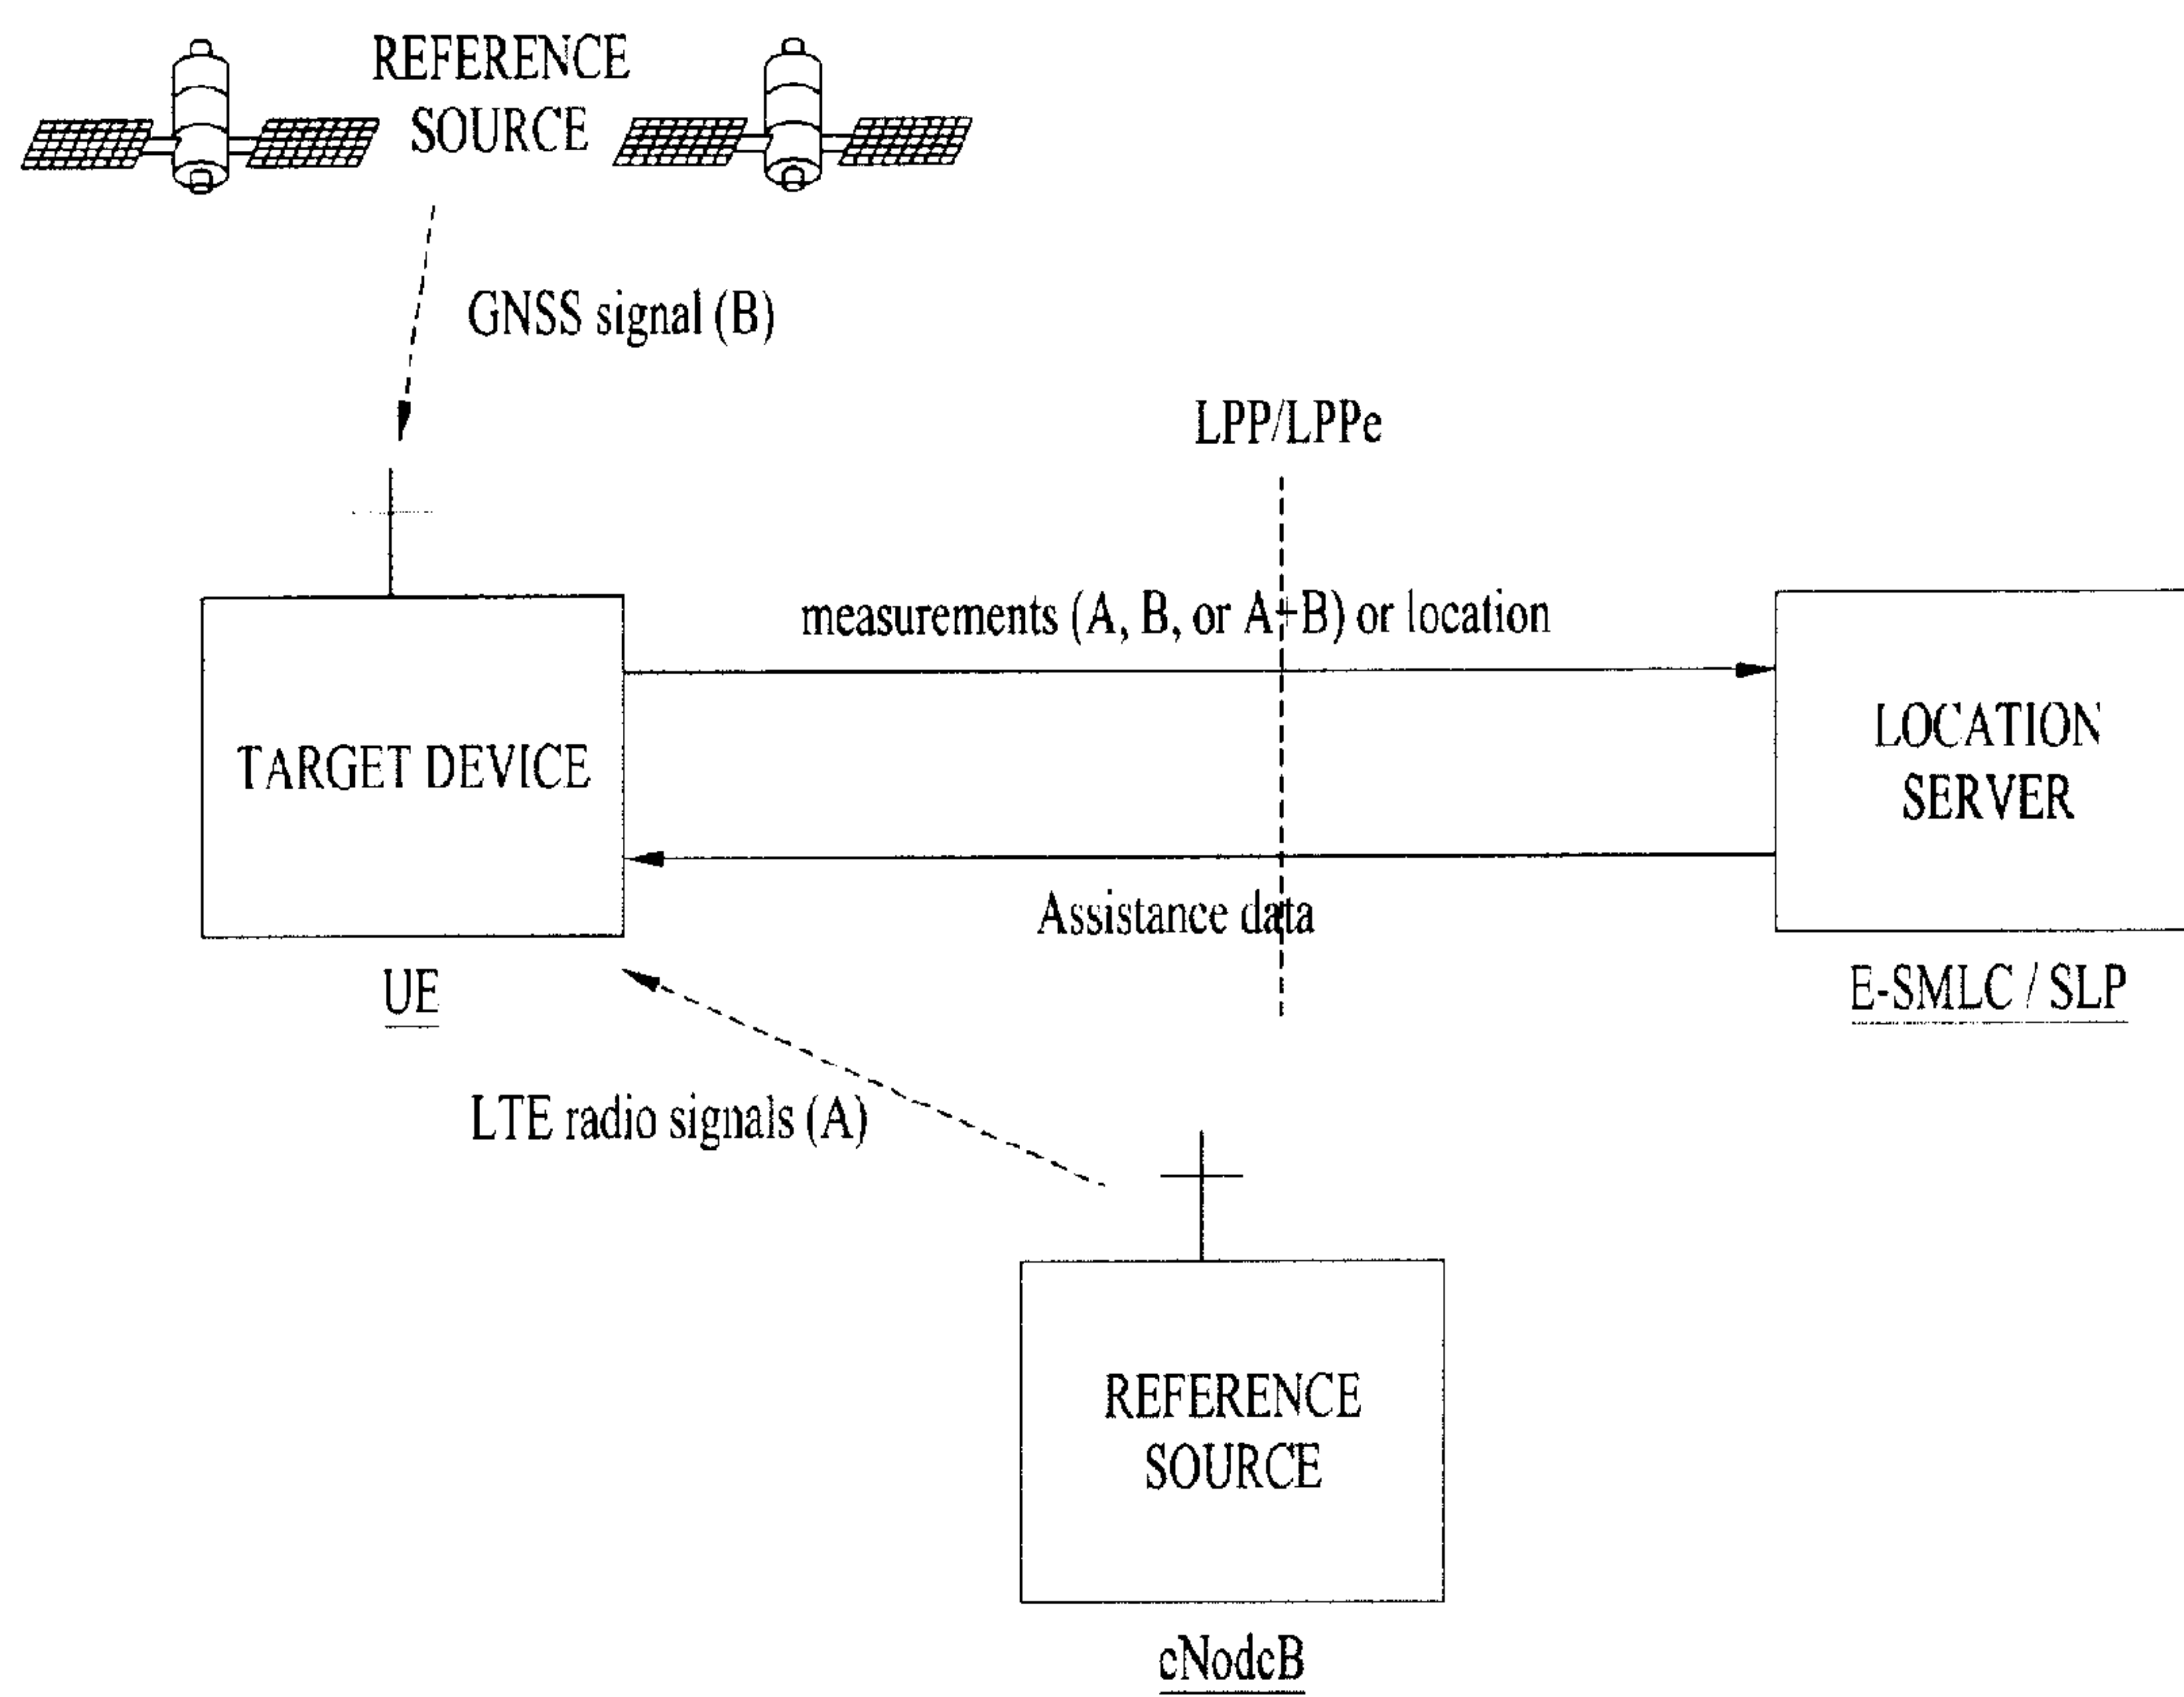 REFERENCE
SOURCE
GNSS signal (B)
LPP/LPPe
measurements (A, B, or A+B) or location
TARGET DEVICE
LOCATION
SERVER
Assistance data
UE
E-SMLC / SLP
LTE radio signals (A)
REFERENCE
SOURCE
eNodeB